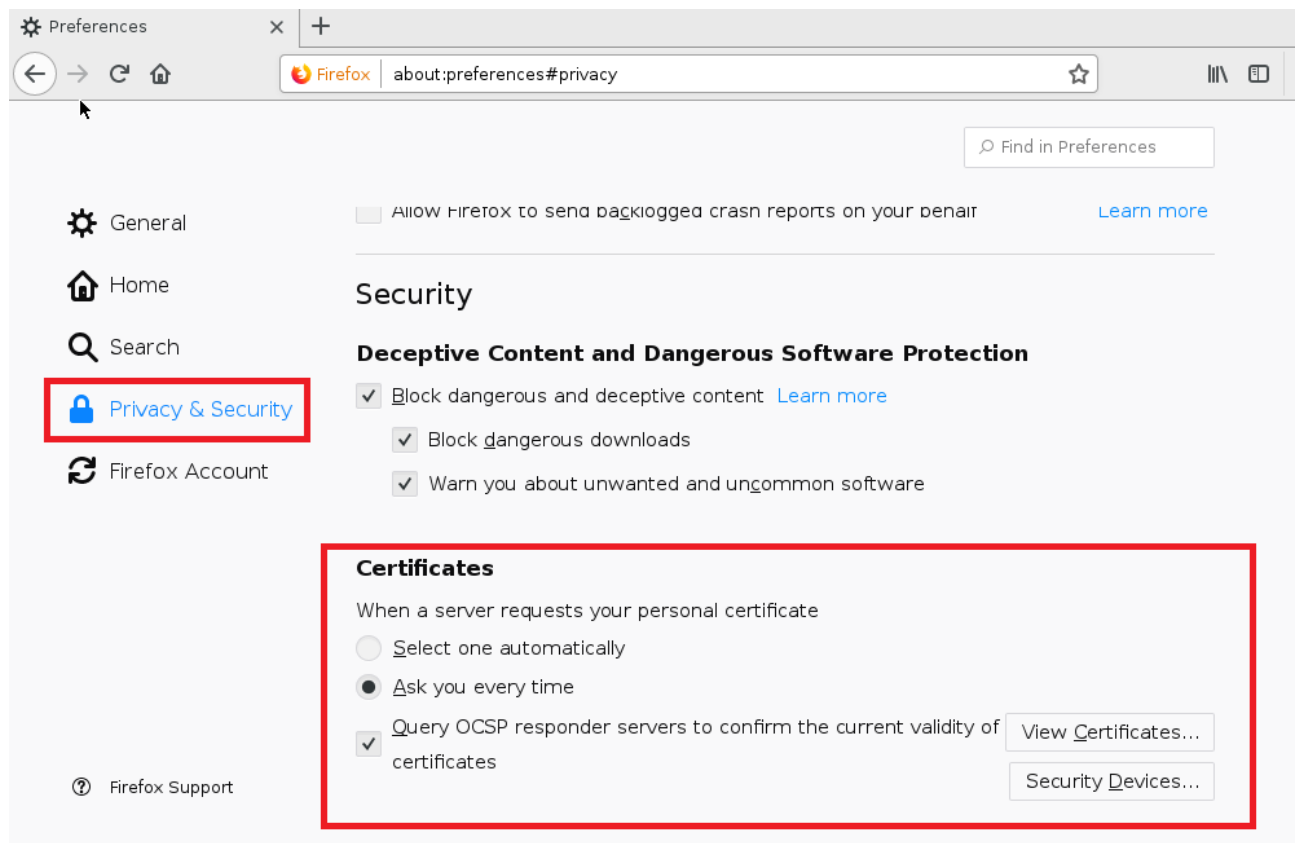 Preferences
Firefox about:preferences#privacy
Find in Preferences
General
Home
Search
Privacy & Security
Firefox Account
Firefox Support
Allow Firefox to send backlogged crash reports on your behalf Learn more
Security
Deceptive Content and Dangerous Software Protection
Block dangerous and deceptive content Learn more
Block dangerous downloads
Warn you about unwanted and uncommon software
Certificates
When a server requests your personal certificate
Select one automatically
Ask you every time
Query OCSP responder servers to confirm the current validity of
certificates
View Certificates...
Security Devices...